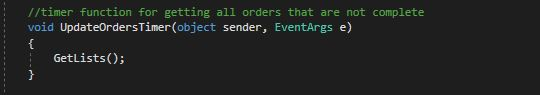 //timer function for getting all orders that are not complete
void UpdateOrdersTimer(object sender, EventArgs e)
{
GetLists();
}